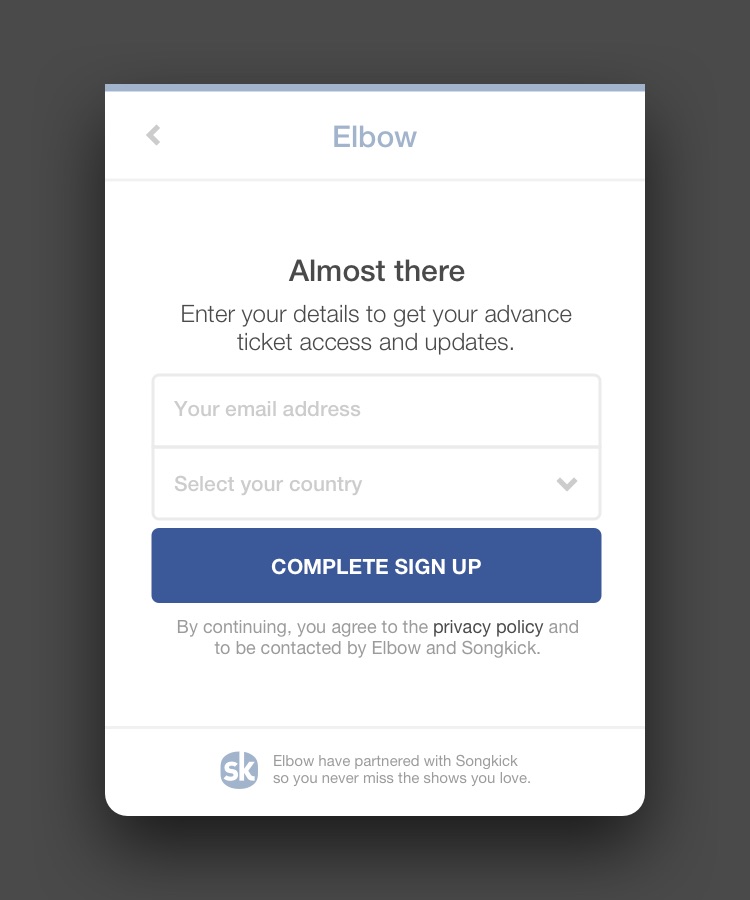 Elbow
Almost there
Enter your details to get your advance
ticket access and updates.
Your email address
Select your country
COMPLETE SIGN UP
By continuing, you agree to the privacy policy and
to be contacted by Elbow and Songkick.
sk
Elbow have partnered with Songkick
so you never miss the shows you love.